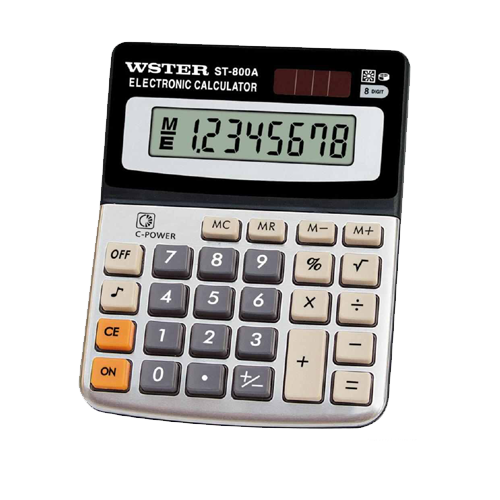 WSTER ST-800A
ELECTRONIC CALCULATOR
8 DIGIT
M
E 1.2345678
C-POWER
MC MR M− M+
OFF 7 8 9 % √
♪ 4 5 6 X ÷
CE 1 2 3 + −
ON 0 • +/− =